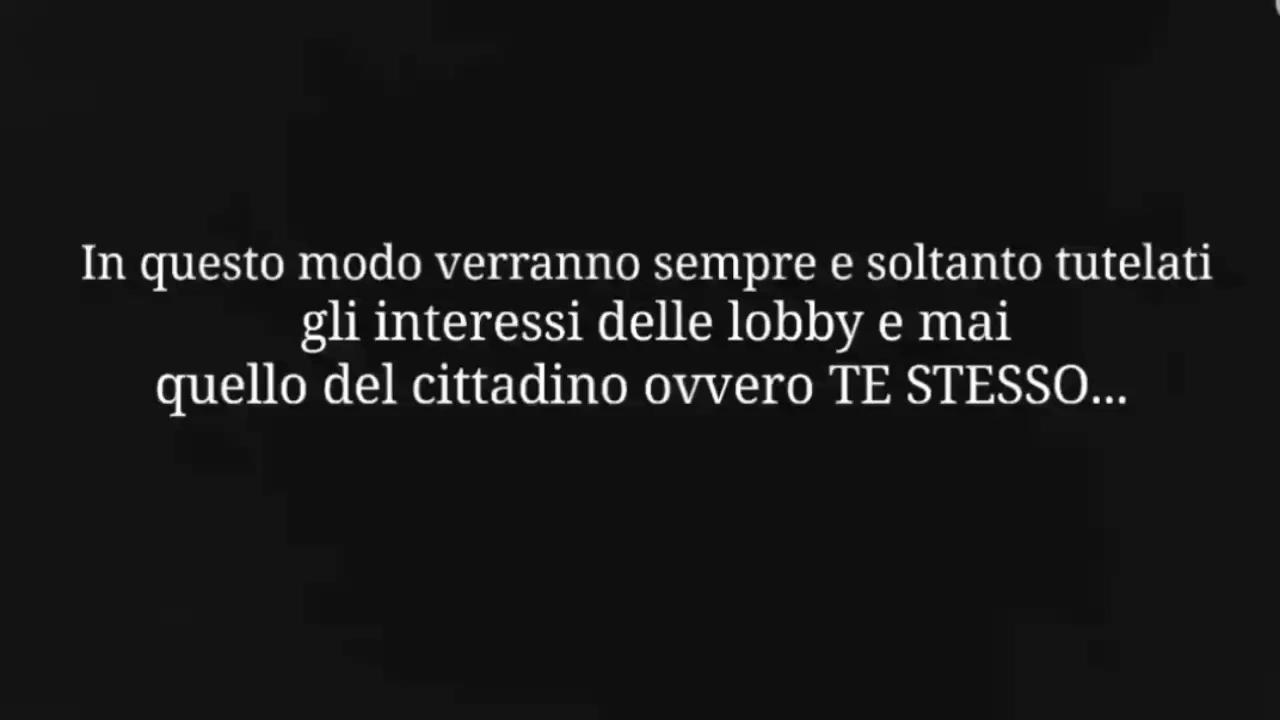 In questo modo verranno sempre e soltanto tutelati
gli interessi delle lobby e mai
quello del cittadino ovvero TE STESSO...